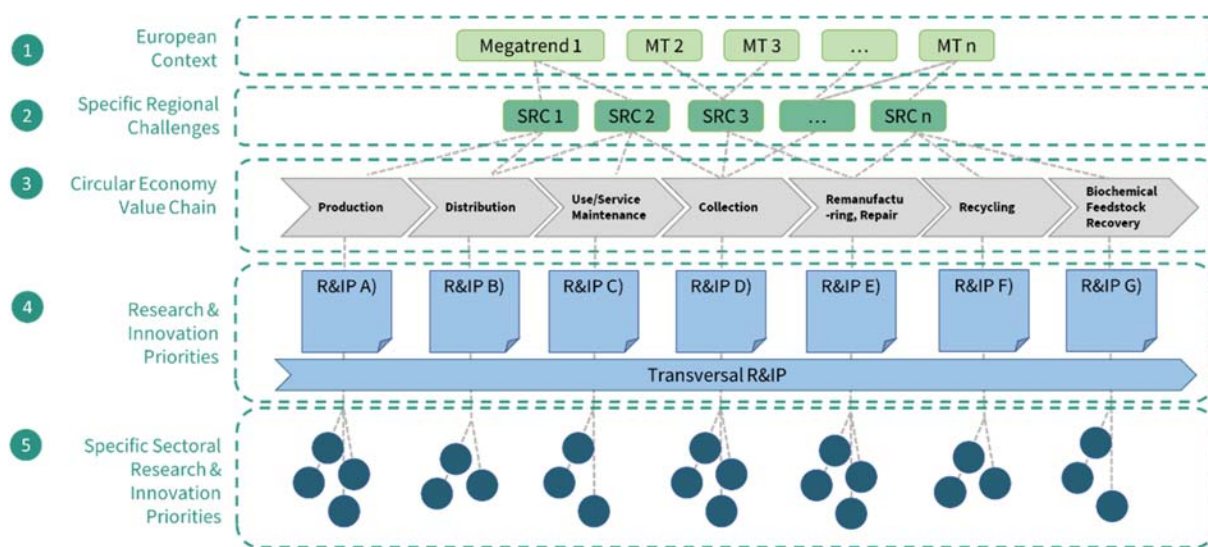 1
European
Context
Megatrend 1
MT 2
MT 3
...
MT n
2
Specific Regional
Challenges
SRC 1
SRC 2
SRC 3
...
SRC n
3
Circular Economy
Value Chain
Production
Distribution
Use/Service
Maintenance
Collection
Remanufactu
-ring, Repair
Recycling
Biochemical
Feedstock
Recovery
4
Research &
Innovation
Priorities
R&IP A)
R&IP B)
R&IP C)
R&IP D)
R&IP E)
R&IP F)
R&IP G)
Transversal R&IP
5
Specific Sectoral
Research &
Innovation
Priorities